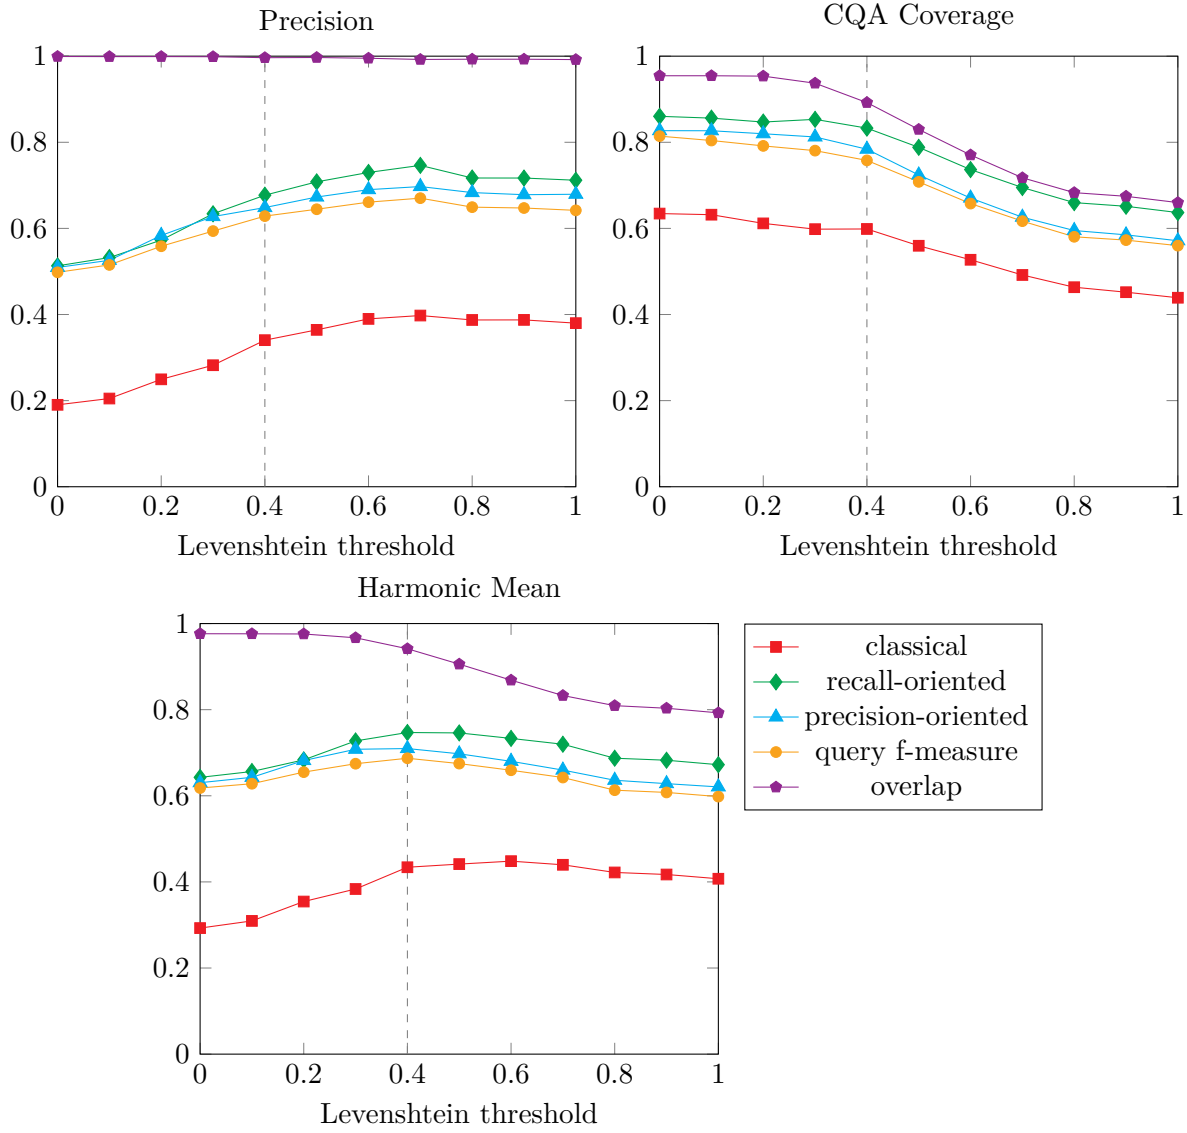 Precision
1
0.8
0.6
0.4
0.2
0
0 0.2 0.4 0.6 0.8 1
Levenshtein threshold
CQA Coverage
1
0.8
0.6
0.4
0.2
0
0 0.2 0.4 0.6 0.8 1
Levenshtein threshold
Harmonic Mean
1
0.8
0.6
0.4
0.2
0
0 0.2 0.4 0.6 0.8 1
Levenshtein threshold
classical
recall-oriented
precision-oriented
query f-measure
overlap